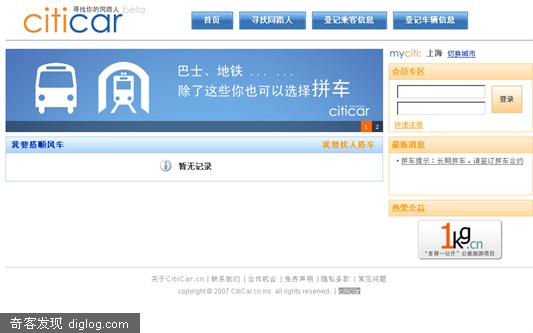 寻找你的同路人
citicar beta
首页 寻找同路人 登记乘客信息 登记车辆信息
巴士、地铁 ... ...
除了这些你也可以选择拼车
citicar
1 2
myciti: 上海 切换城市
会员专区
登录
快速注册
我要搭顺风车 我要找人搭车
暂无记录
最新消息
·拼车提示：长期拼车，请签订拼车合约
热爱公益
1kg.cn
"多背一公斤"公益旅游项目
关于CitiCar.cn | 联系我们 | 合作机会 | 免责声明 | 隐私条款 | 常见问题
copyright © 2007 CitiCar.cn inc. all rights reserved. | citicar
奇客发现 diglog.com